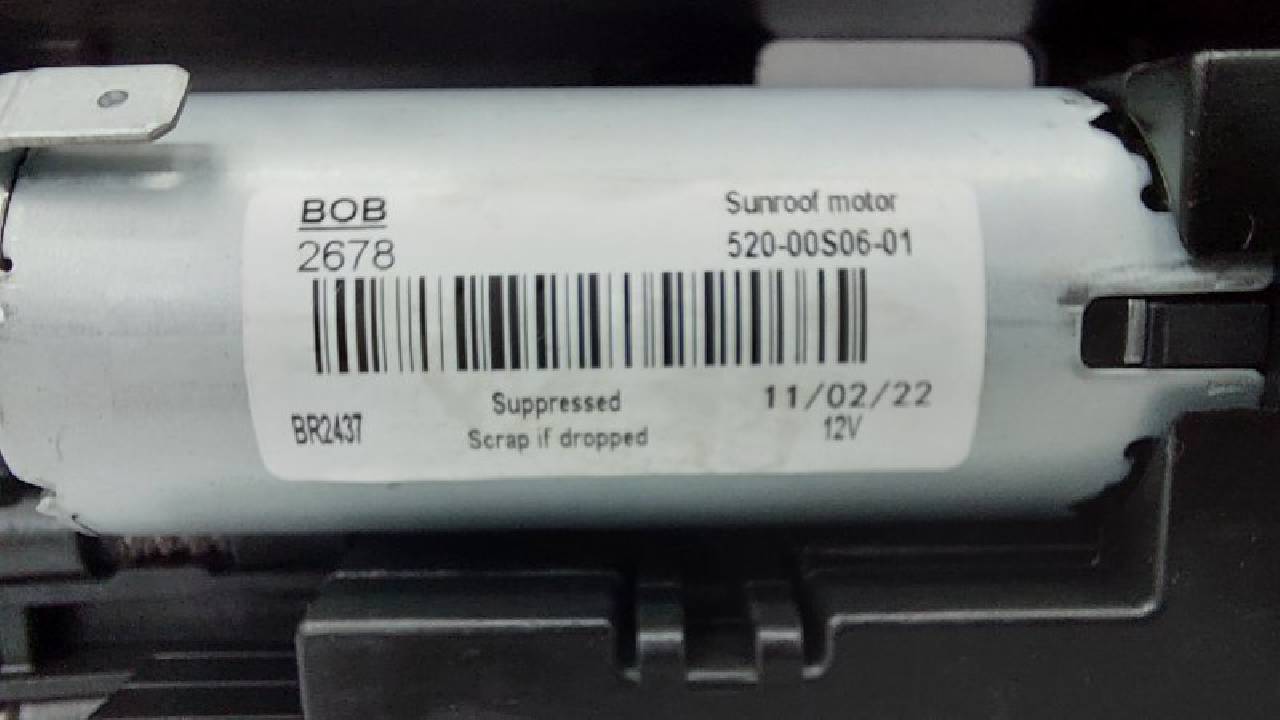 BOB
2678
Sunroof motor
520-00S06-01
BR2437
Suppressed
Scrap if dropped
11/02/22
12V